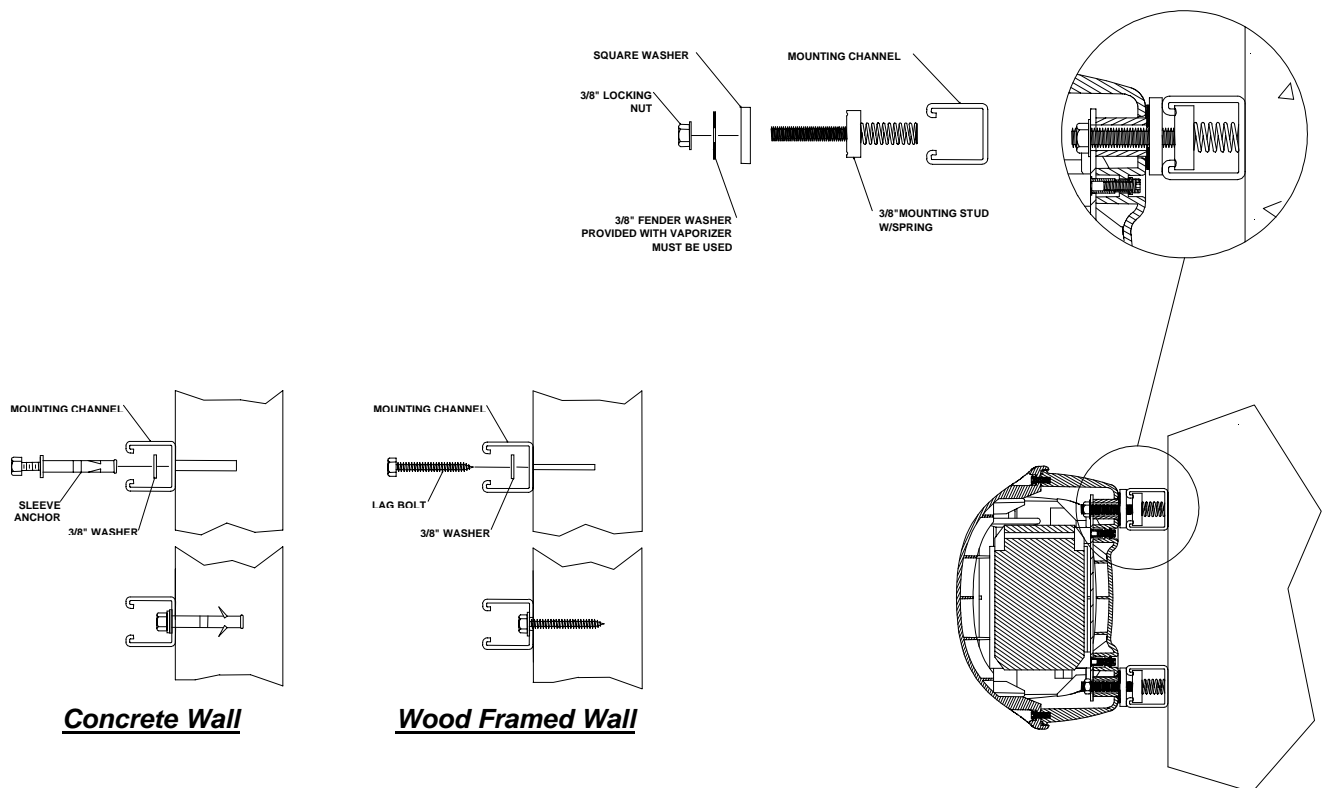 SQUARE WASHER
MOUNTING CHANNEL
3/8" LOCKING
NUT
3/8" FENDER WASHER
PROVIDED WITH VAPORIZER
MUST BE USED
3/8"MOUNTING STUD
W/SPRING
MOUNTING CHANNEL
SLEEVE
ANCHOR
3/8" WASHER
MOUNTING CHANNEL
LAG BOLT
3/8" WASHER
Concrete Wall
Wood Framed Wall